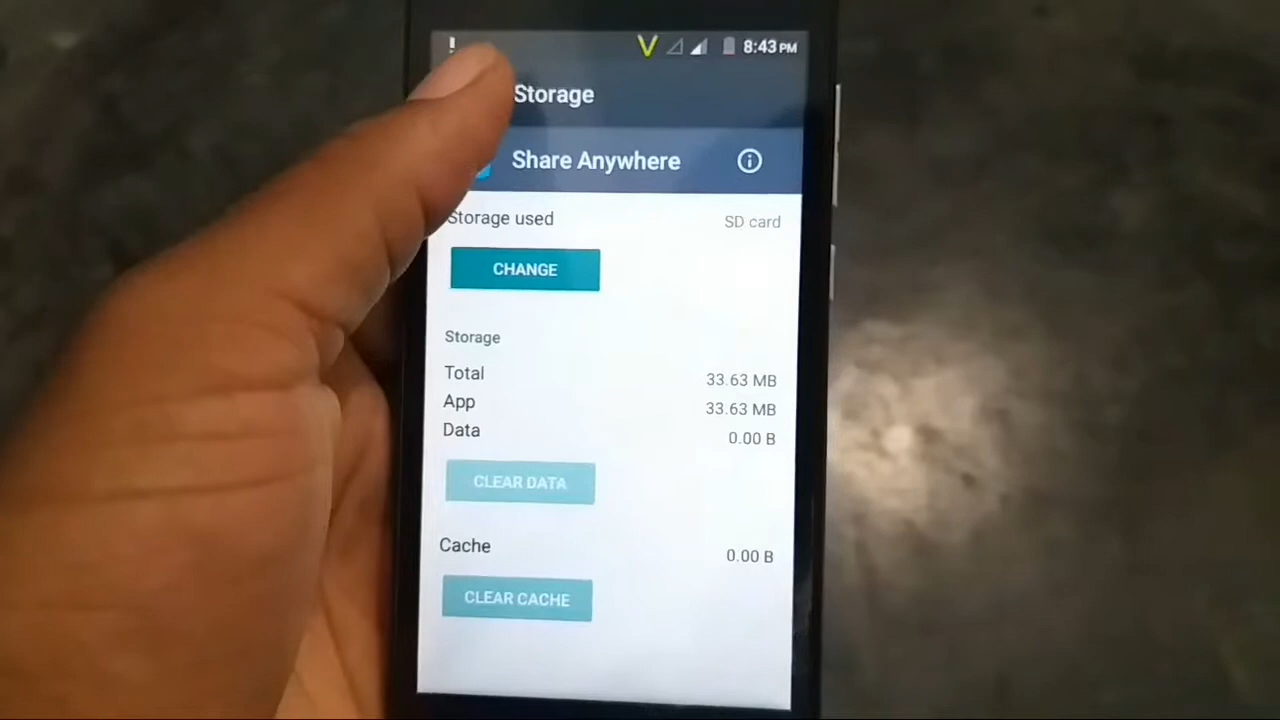 ! V 8:43 PM
Storage
Share Anywhere
Storage used SD card
CHANGE
Storage
Total 33.63 MB
App 33.63 MB
Data 0.00 B
CLEAR DATA
Cache 0.00 B
CLEAR CACHE